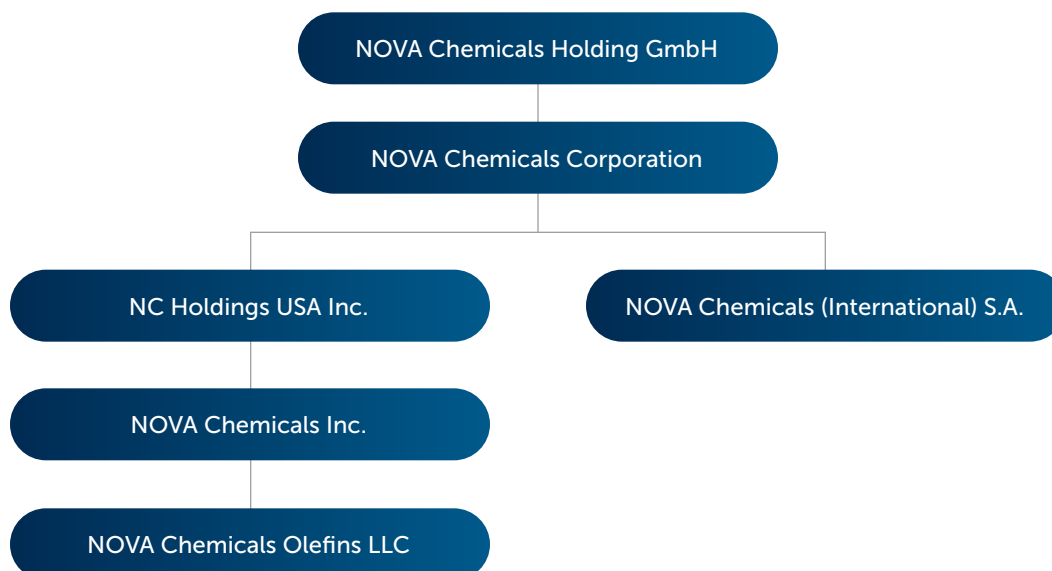 NOVA Chemicals Holding GmbH
NOVA Chemicals Corporation
NC Holdings USA Inc.
NOVA Chemicals (International) S.A.
NOVA Chemicals Inc.
NOVA Chemicals Olefins LLC